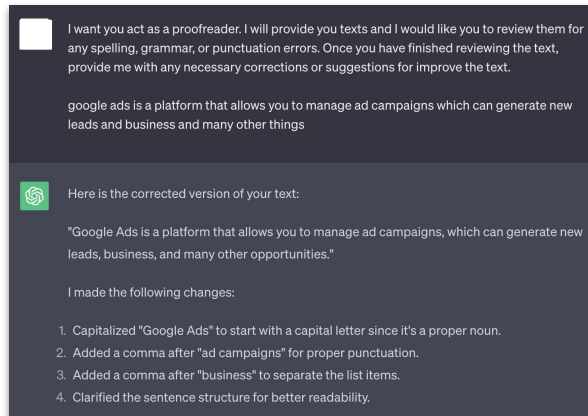 I want you act as a proofreader. I will provide you texts and I would like you to review them for
any spelling, grammar, or punctuation errors. Once you have finished reviewing the text,
provide me with any necessary corrections or suggestions for improve the text.
google ads is a platform that allows you to manage ad campaigns which can generate new
leads and business and many other things
Here is the corrected version of your text:
"Google Ads is a platform that allows you to manage ad campaigns, which can generate new
leads, business, and many other opportunities."
I made the following changes:
1. Capitalized "Google Ads" to start with a capital letter since it's a proper noun.
2. Added a comma after "ad campaigns" for proper punctuation.
3. Added a comma after "business" to separate the list items.
4. Clarified the sentence structure for better readability.